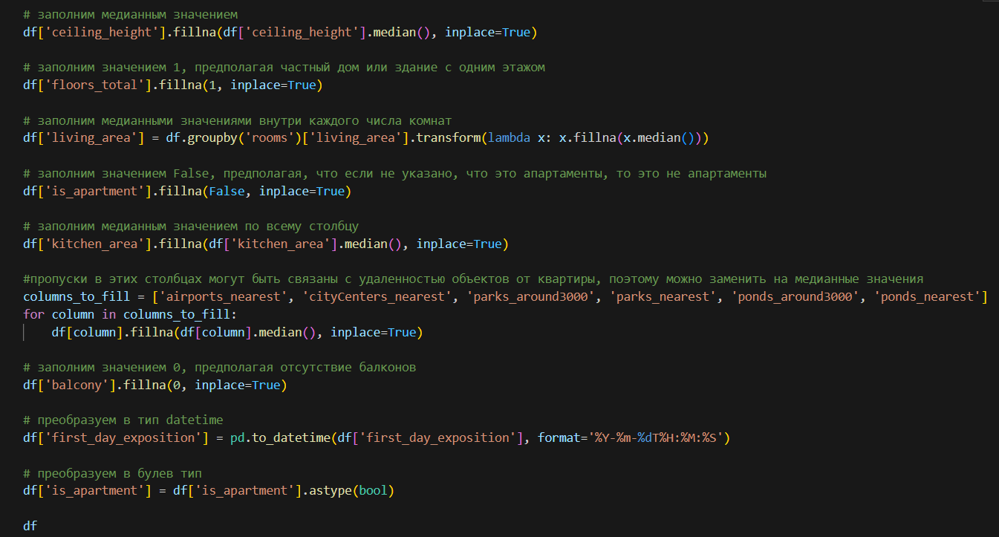 # заполним медианным значением
df['ceiling_height'].fillna(df['ceiling_height'].median(), inplace=True)
# заполним значением 1, предполагая частный дом или здание с одним этажом
df['floors_total'].fillna(1, inplace=True)
# заполним медианными значениями внутри каждого числа комнат
df['living_area'] = df.groupby('rooms')['living_area'].transform(lambda x: x.fillna(x.median()))
# заполним значением False, предполагая, что если не указано, что это апартаменты, то это не апартаменты
df['is_apartment'].fillna(False, inplace=True)
# заполним медианным значением по всему столбцу
df['kitchen_area'].fillna(df['kitchen_area'].median(), inplace=True)
#пропуски в этих столбцах могут быть связаны с удаленностью объектов от квартиры, поэтому можно заменить на медианные значения
columns_to_fill = ['airports_nearest', 'cityCenters_nearest', 'parks_around3000', 'parks_nearest', 'ponds_around3000', 'ponds_nearest']
for column in columns_to_fill:
    df[column].fillna(df[column].median(), inplace=True)
# заполним значением 0, предполагая отсутствие балконов
df['balcony'].fillna(0, inplace=True)
# преобразуем в тип datetime
df['first_day_exposition'] = pd.to_datetime(df['first_day_exposition'], format='%Y-%m-%dT%H:%M:%S')
# преобразуем в булев тип
df['is_apartment'] = df['is_apartment'].astype(bool)
df